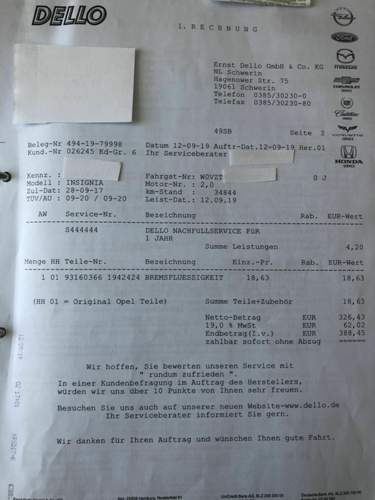 DELLO
1. RECHNUNG
Ernst Dello GmbH & Co. KG
NL Schwerin
Hagenower Str. 75
19061 Schwerin
Telefon 0385/30230-0
Telefax 0385/30230-80
49SB Seite 2
Beleg-Nr 494-19-79998 Datum 12-09-19 Auftr-Dat.12-09-19 Her.01
Kund.-Nr 026245 Kd-Gr. 6 Ihr Serviceberater
Kennz. : Fahrgst-Nr: W0VZT 0 J
Modell : INSIGNIA Motor-Nr. : 2,0
Zul-Dat: 28-09-17 km-Stand : 34844
TÜV/AU : 09-20 / 09-20 Leist-Dat.: 12.09.19
AW Service-Nr. Bezeichnung Rab. EUR-Wert
S444444 DELLO NACHFÜLLSERVICE FÜR
1 JAHR
Summe Leistungen 4,20
Menge HH Teile-Nr. Bezeichnung Einz.-Pr. Rab. EUR-Wert
1 01 93160366 1942424 BREMSFLUESSIGKEIT 18,63 18,63
(HH 01 = Original Opel Teile) Summe Teile+Zubehör 18,63
Netto-Betrag EUR 326,43
19,0 % MwSt EUR 62,02
Endbetrag(f.v.) EUR 388,45
zahlbar sofort ohne Abzug
Wir hoffen, Sie bewerten unseren Service mit
" rundum zufrieden ".
In einer Kundenbefragung im Auftrag des Herstellers,
würden wir uns über 10 Punkte von Ihnen sehr freuen.
Besuchen Sie uns auch auf unserer neuen Website-www.dello.de
Ihr Serviceberater informiert Sie gern.
Wir danken für Ihren Auftrag und wünschen Ihnen gute Fahrt.